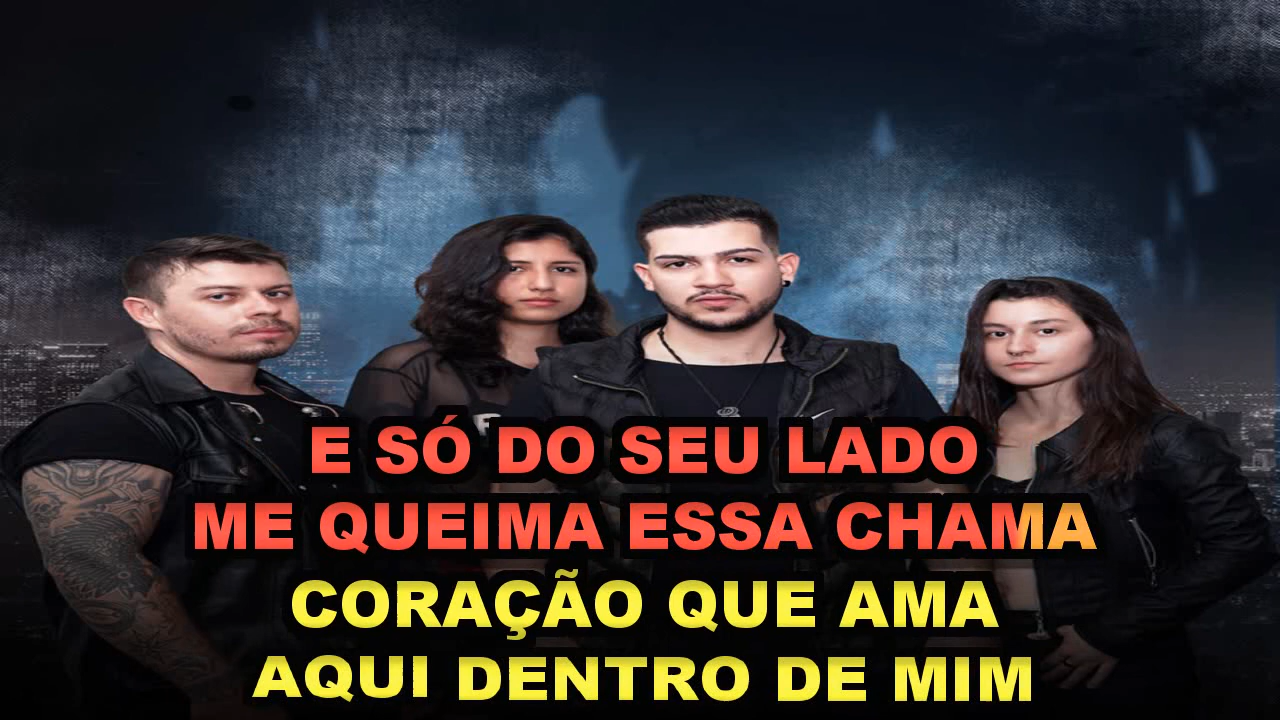 E SÓ DO SEU LADO
ME QUEIMA ESSA CHAMA
CORAÇÃO QUE AMA
AQUI DENTRO DE MIM